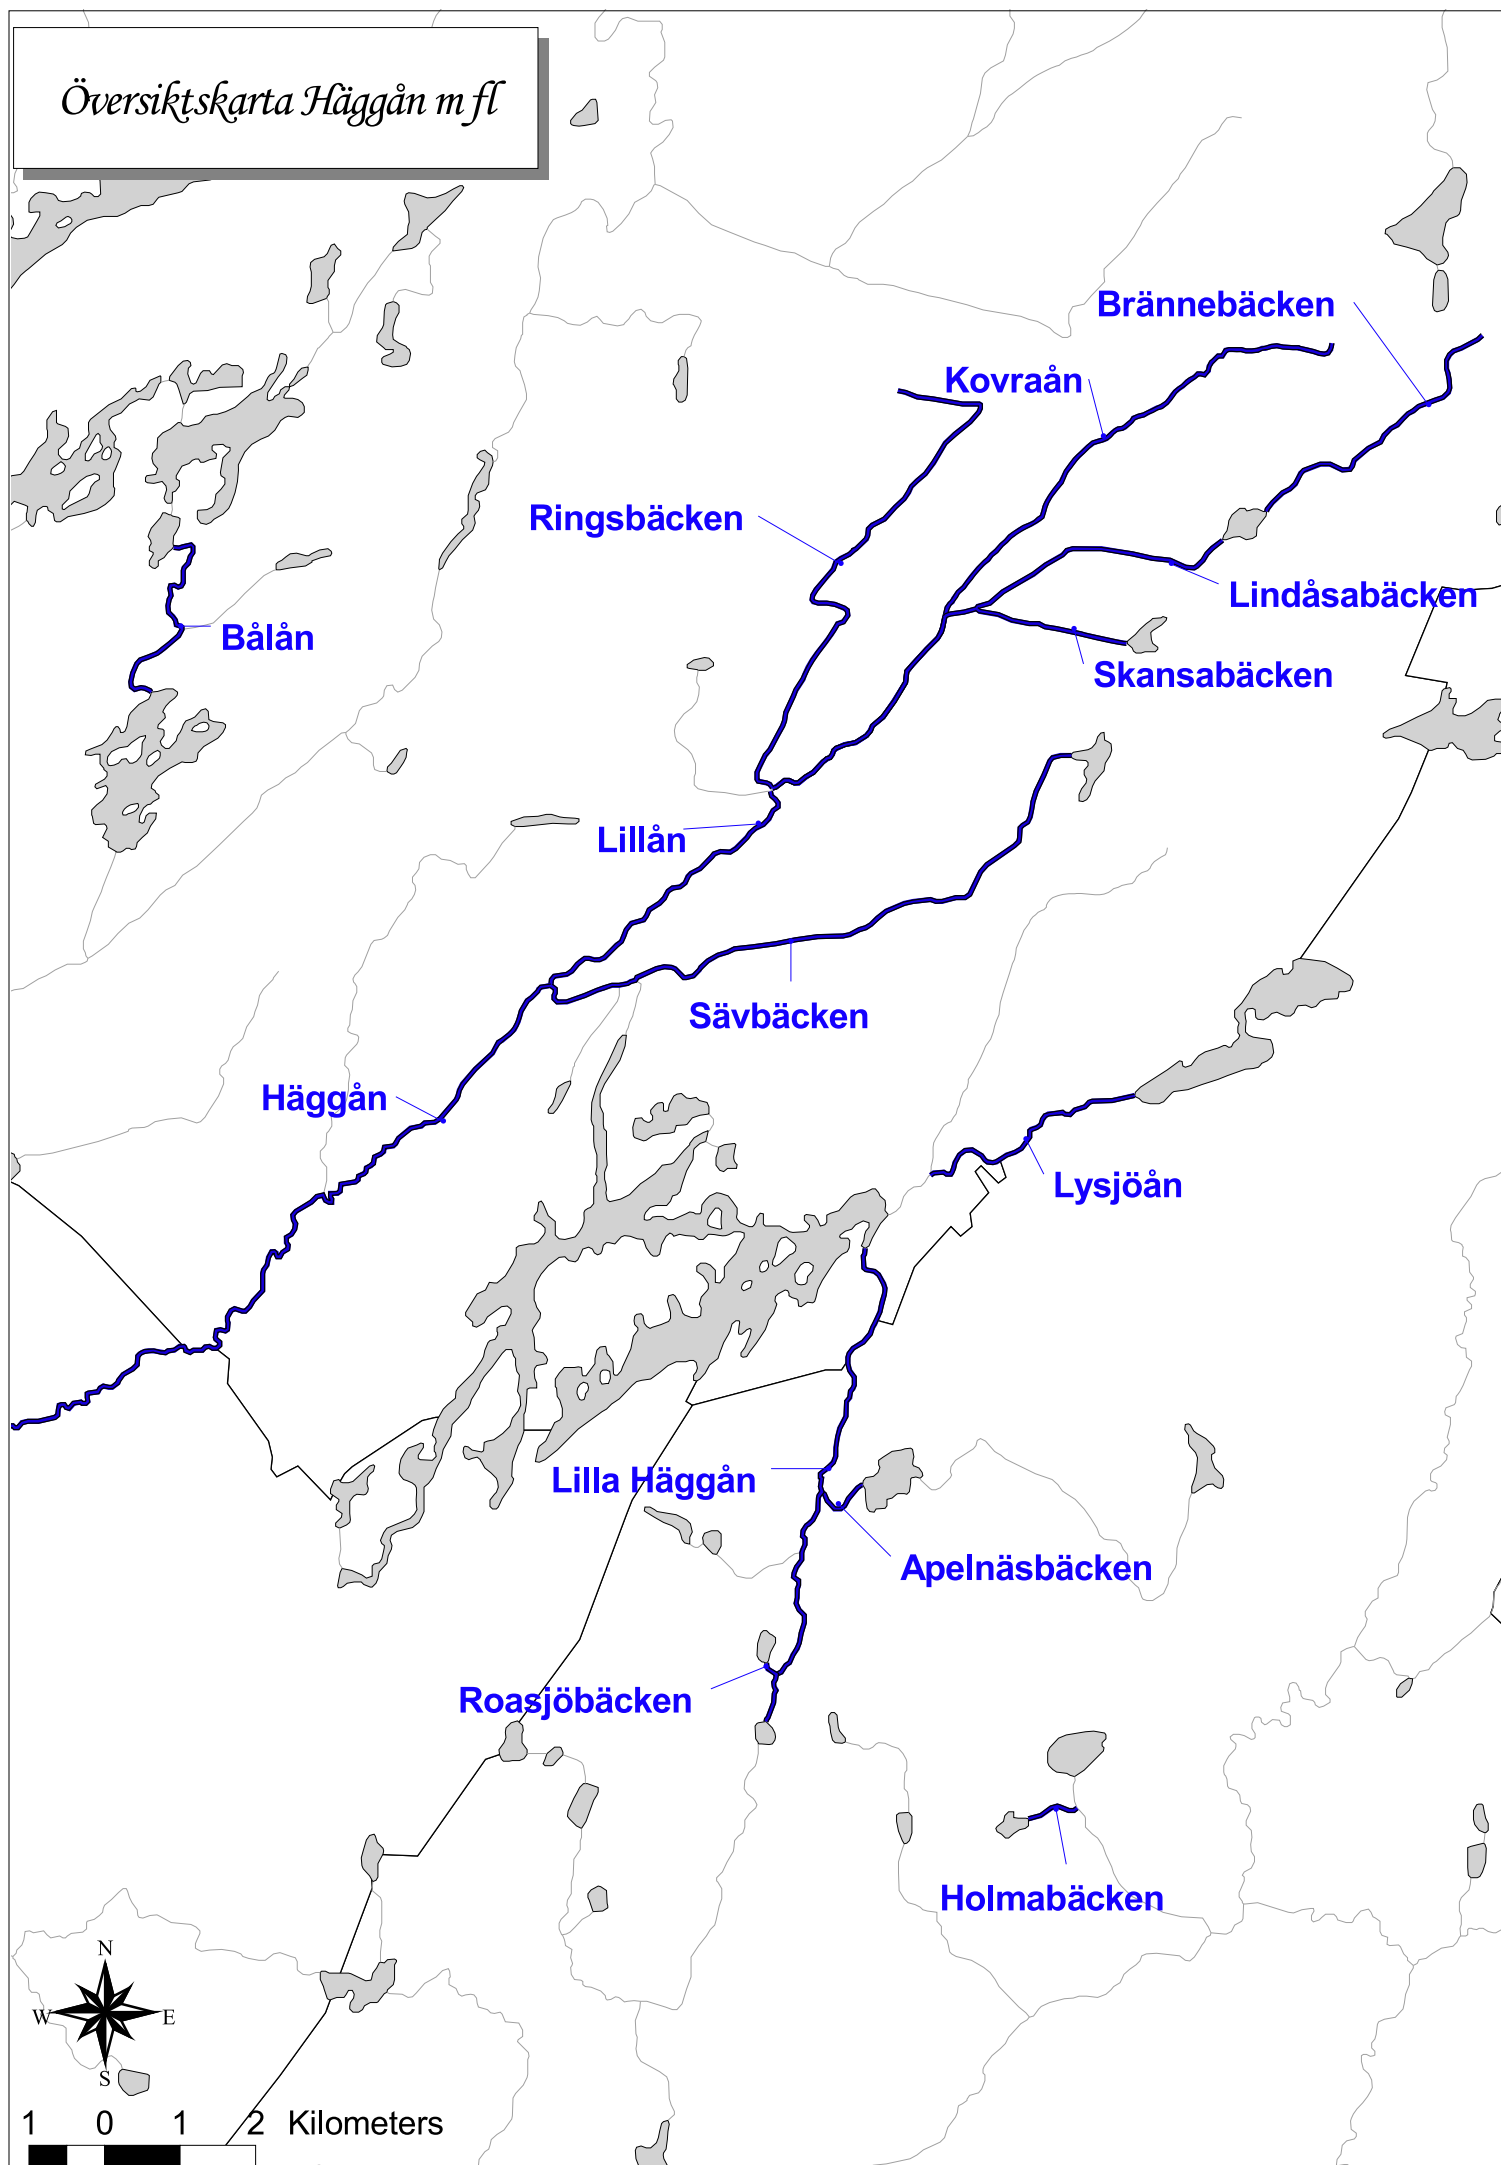 Översiktskarta Häggån m fl
Brännebäcken
Kovraån
Ringsbäcken
Lindåsabäcken
Bålån
Skansabäcken
Lillån
Sävbäcken
Häggån
Lysjöån
Lilla Häggån
Apelnäsbäcken
Roasjöbäcken
Holmabäcken
N
W E
S
1 0 1 2 Kilometers